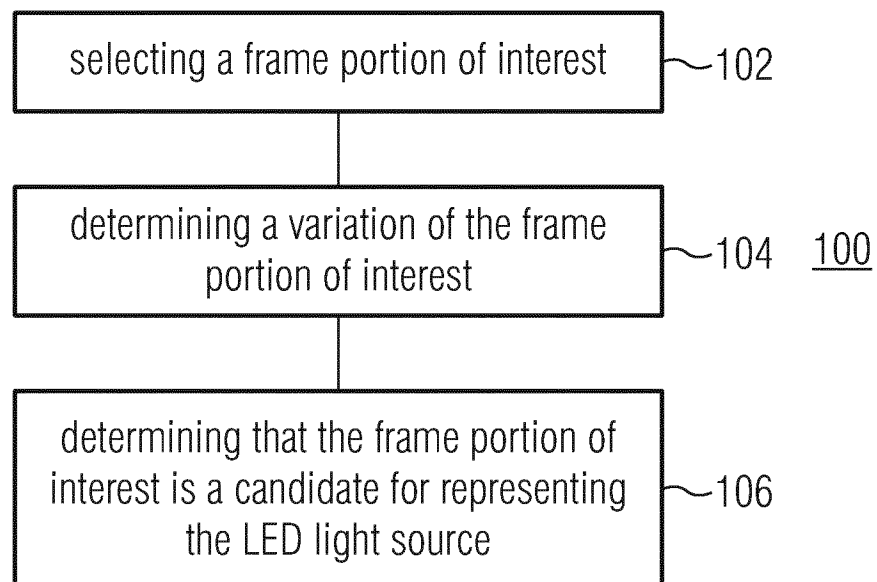 selecting a frame portion of interest
102
determining a variation of the frame
portion of interest
104
100
determining that the frame portion of
interest is a candidate for representing
the LED light source
106